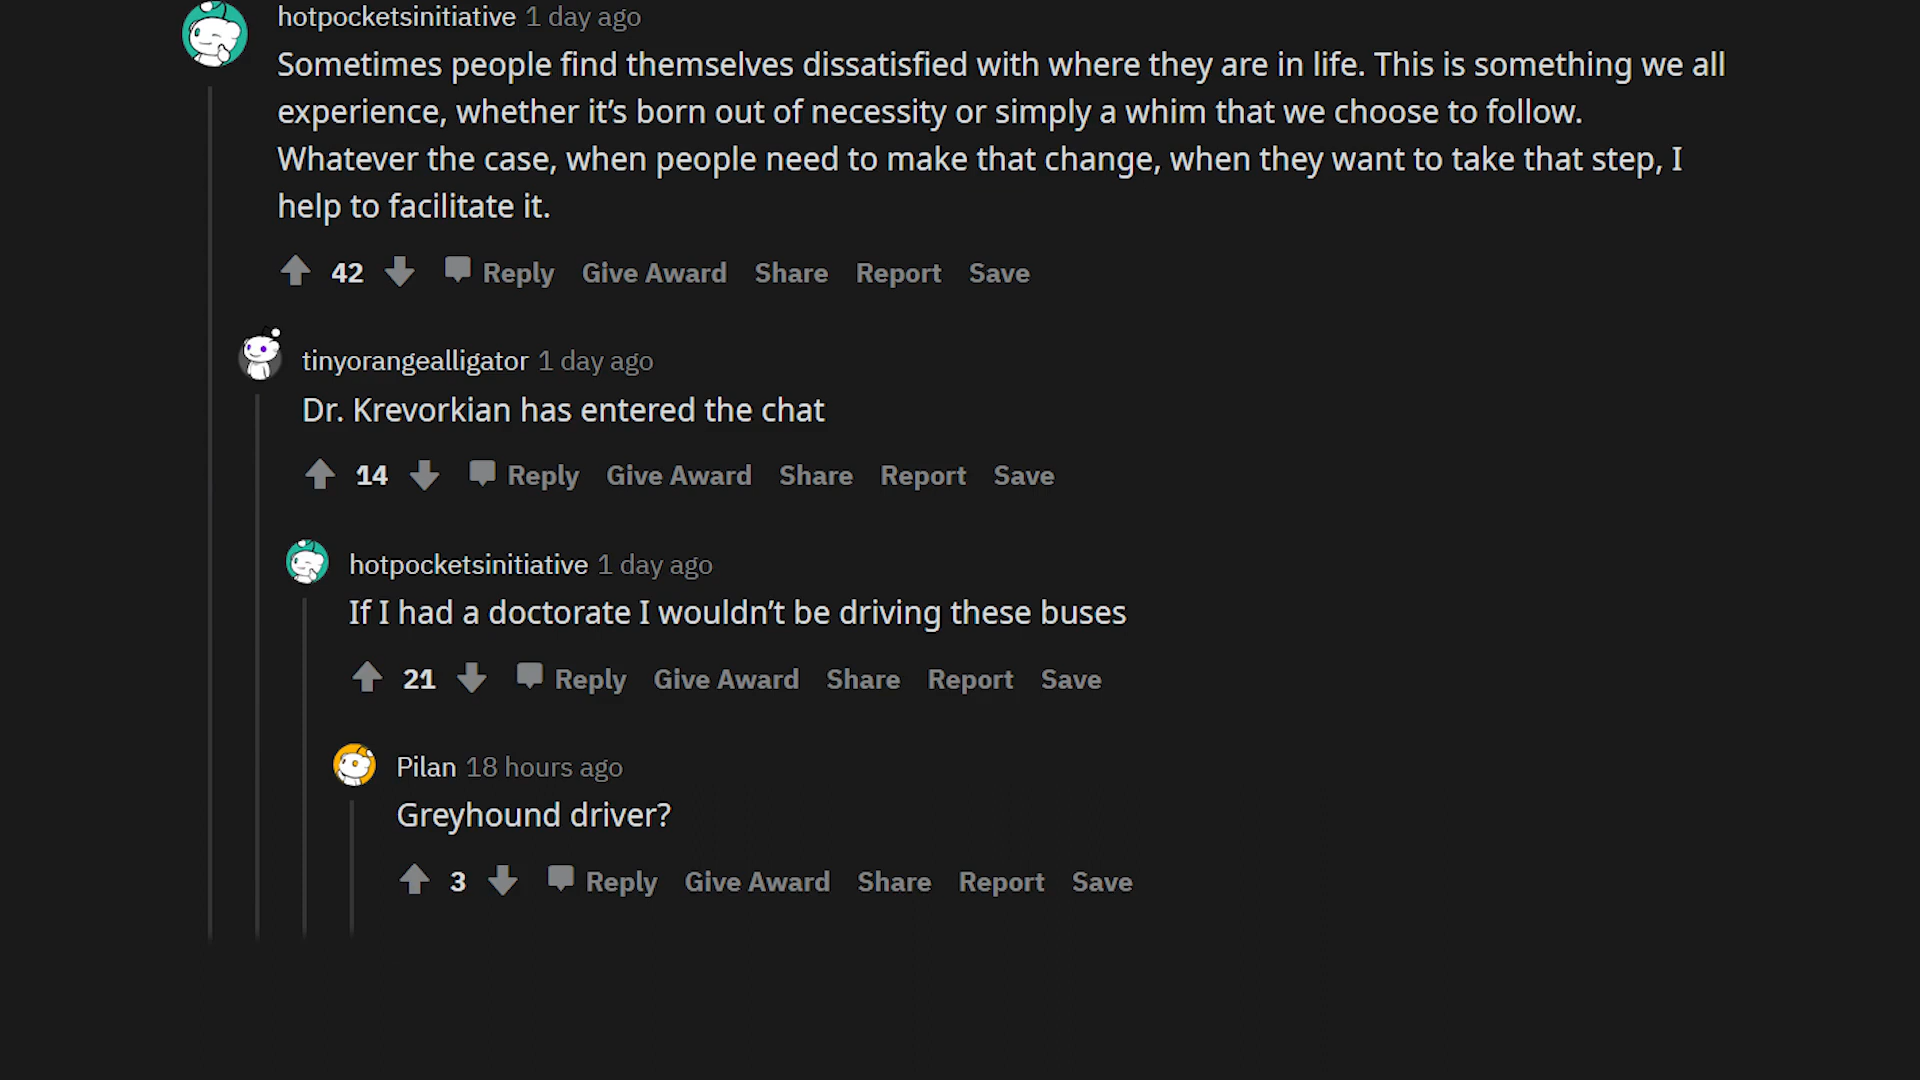 hotpocketsinitiative 1 day ago
Sometimes people find themselves dissatisfied with where they are in life. This is something we all
experience, whether it’s born out of necessity or simply a whim that we choose to follow.
Whatever the case, when people need to make that change, when they want to take that step, I
help to facilitate it.
42 Reply Give Award Share Report Save
tinyorangealligator 1 day ago
Dr. Krevorkian has entered the chat
14 Reply Give Award Share Report Save
hotpocketsinitiative 1 day ago
If I had a doctorate I wouldn’t be driving these buses
21 Reply Give Award Share Report Save
Pilan 18 hours ago
Greyhound driver?
3 Reply Give Award Share Report Save